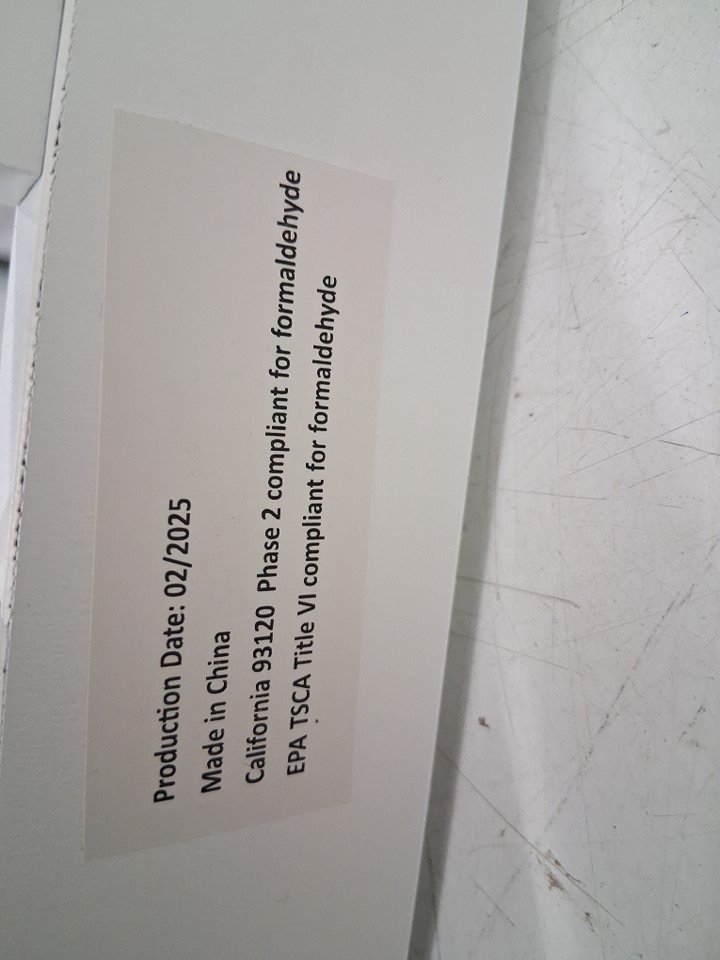 Production Date: 02/2025
Made in China
California 93120 Phase 2 compliant for formaldehyde
EPA TSCA Title VI compliant for formaldehyde